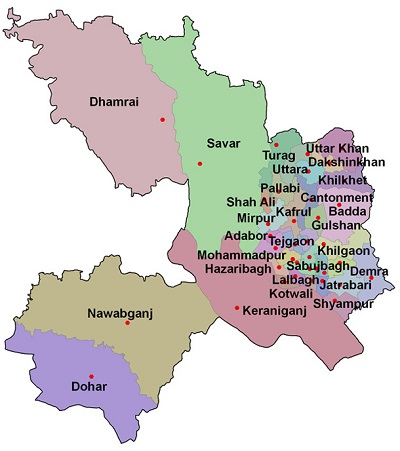 Dhamrai
Savar
Uttar Khan
Turag
Dakshinkhan
Uttara
Khilkhet
Pallabi
Cantonment
Shah Ali
Badda
Mirpur
Kafrul
Gulshan
Adabor
Tejgaon
Khilgaon
Mohammadpur
Sabujbagh
Hazaribagh
Demra
Lalbagh
Jatrabari
Kotwali
Shyampur
Keraniganj
Nawabganj
Dohar